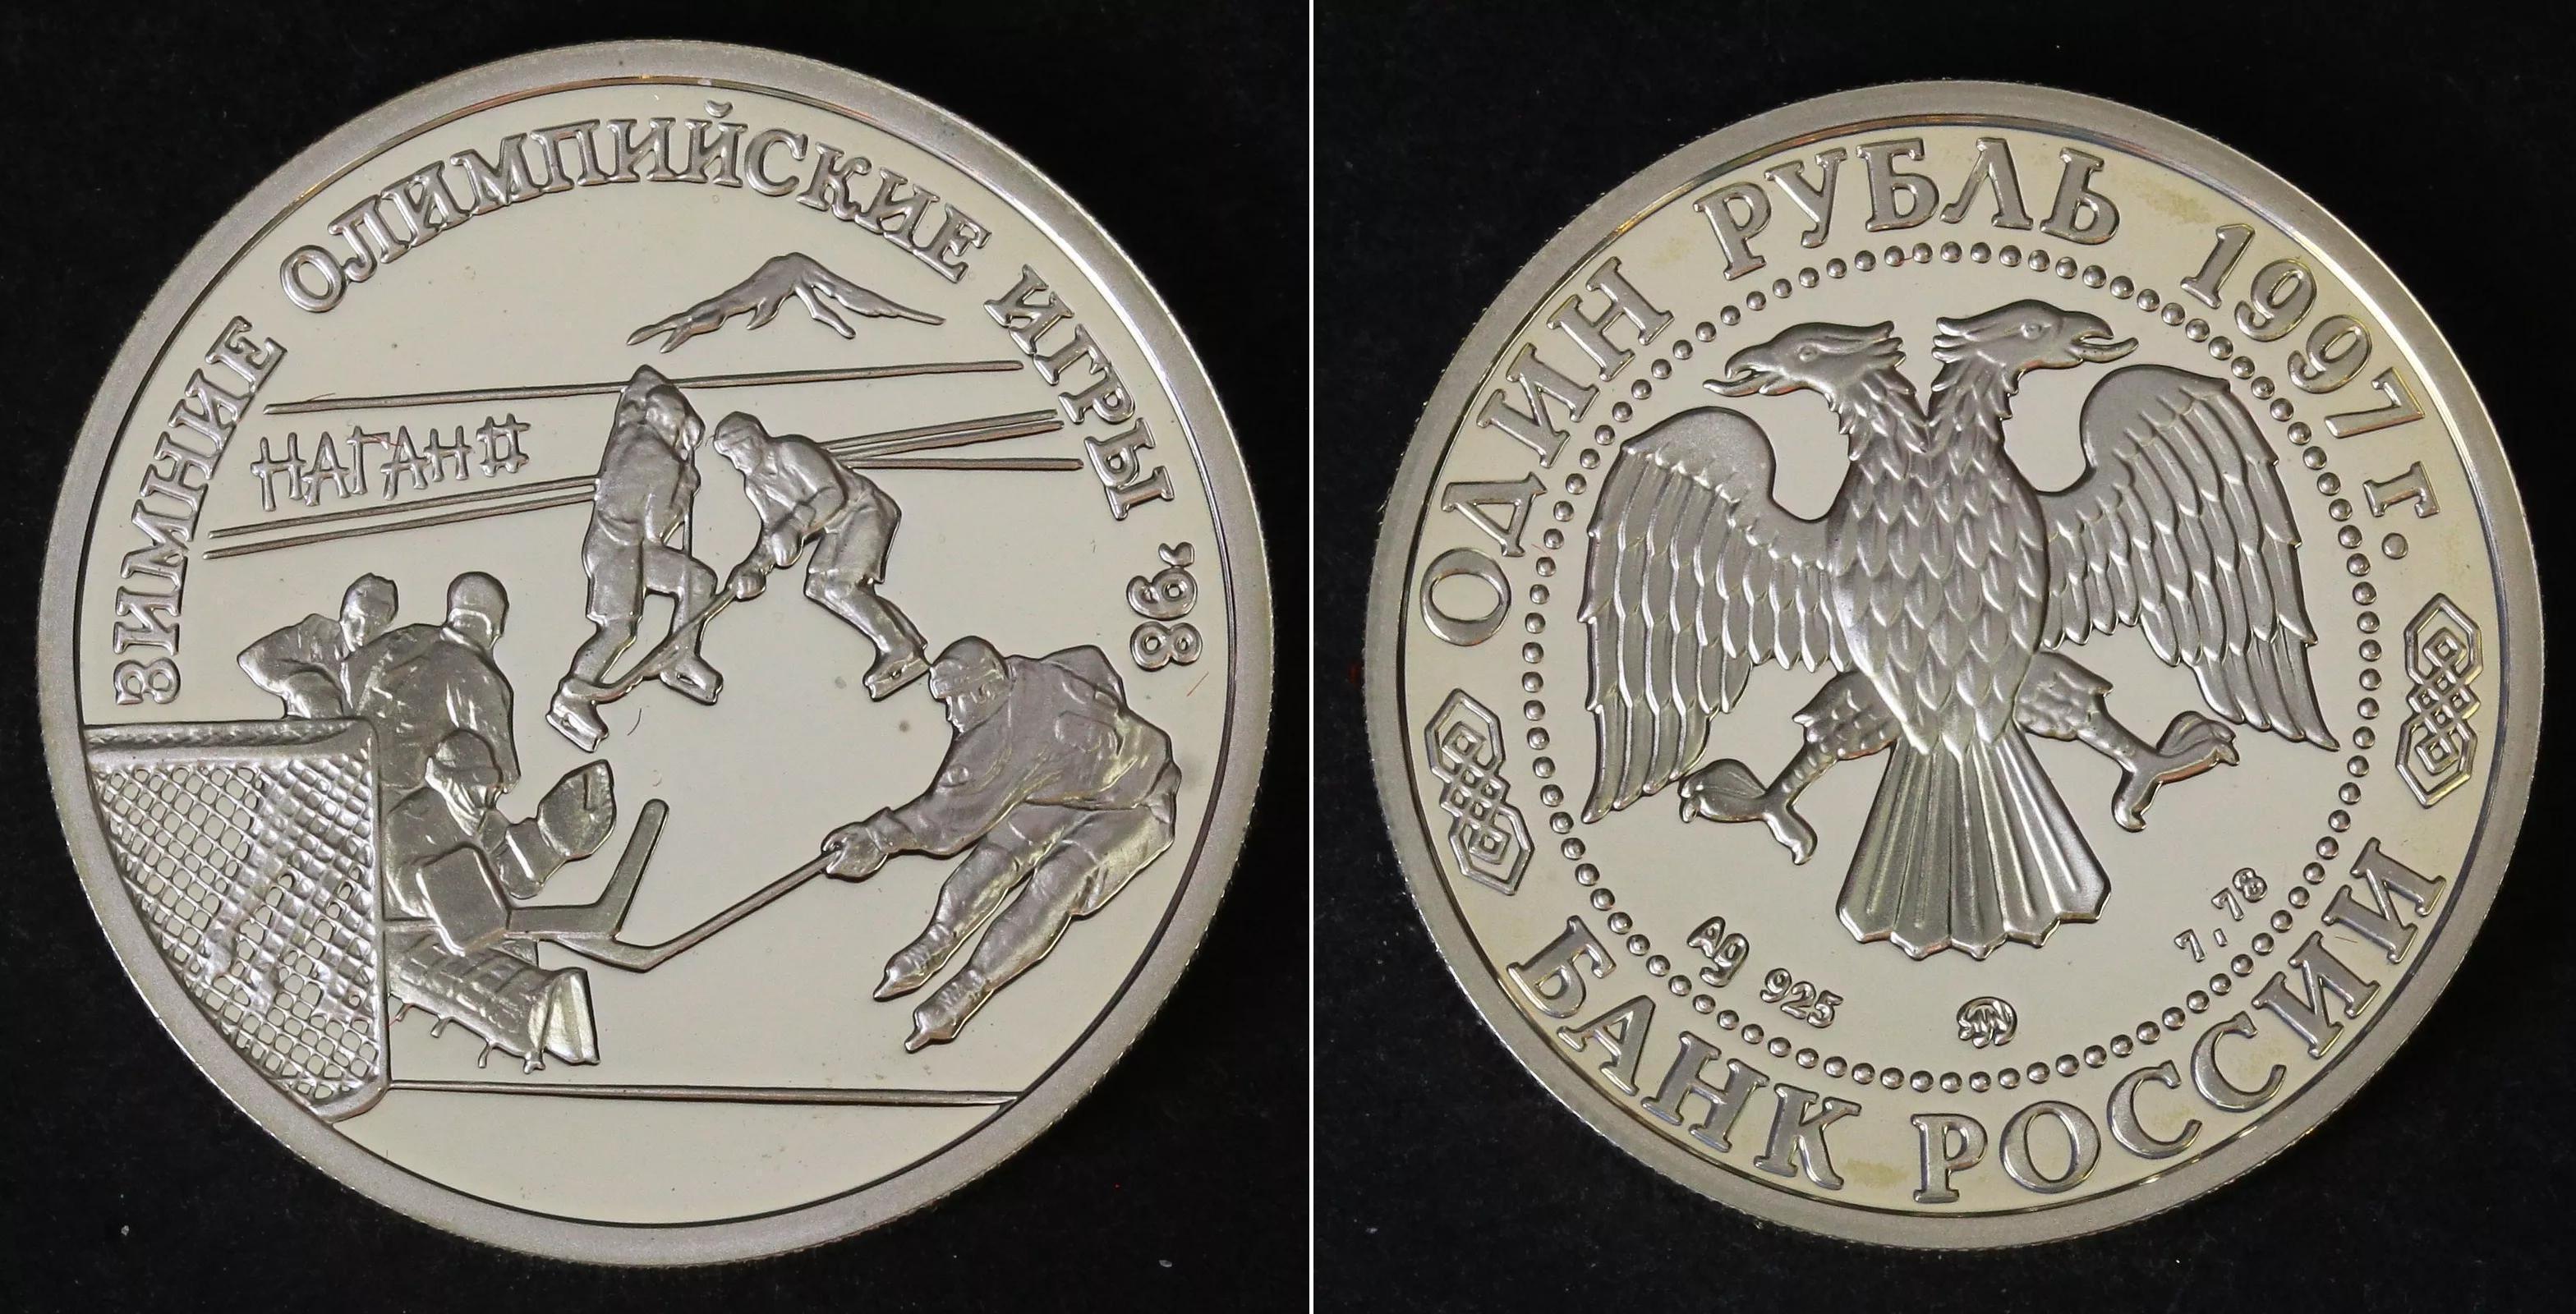 ЗИМНИЕ ОЛИМПИЙСКИЕ ИГРЫ '98
НАГАНО
ОДИН РУБЛЬ 1997 г.
Ag 925
7,78
БАНК РОССИИ